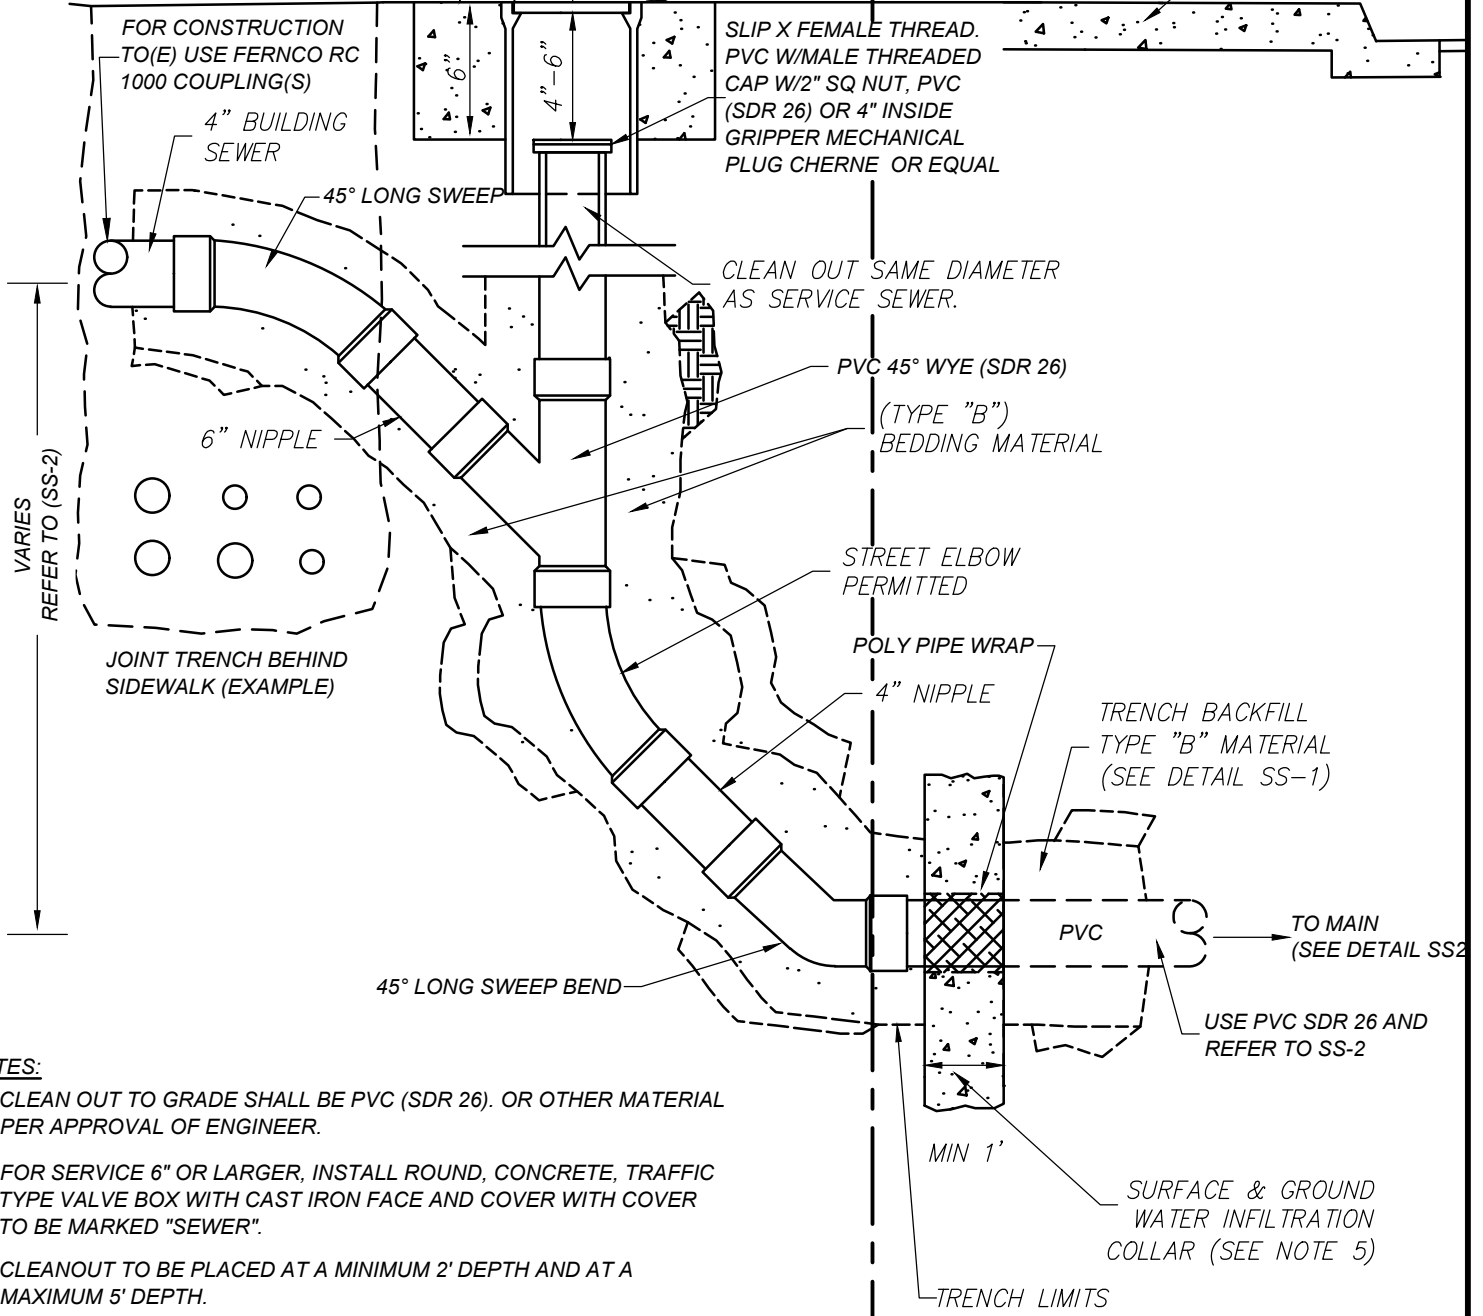 FOR CONSTRUCTION
TO(E) USE FERNCO RC
1000 COUPLING(S)
4” BUILDING
SEWER
45° LONG SWEEP
6”
4”-6”
SLIP X FEMALE THREAD.
PVC W/MALE THREADED
CAP W/2" SQ NUT, PVC
(SDR 26) OR 4" INSIDE
GRIPPER MECHANICAL
PLUG CHERNE OR EQUAL
CLEAN OUT SAME DIAMETER
AS SERVICE SEWER.
PVC 45° WYE (SDR 26)
(TYPE ”B”)
BEDDING MATERIAL
6” NIPPLE
VARIES
REFER TO (SS-2)
JOINT TRENCH BEHIND
SIDEWALK (EXAMPLE)
STREET ELBOW
PERMITTED
POLY PIPE WRAP
4” NIPPLE
TRENCH BACKFILL
TYPE ”B” MATERIAL
(SEE DETAIL SS-1)
PVC
TO MAIN
(SEE DETAIL SS2
45° LONG SWEEP BEND
USE PVC SDR 26 AND
REFER TO SS-2
MIN 1’
SURFACE & GROUND
WATER INFILTRATION
COLLAR (SEE NOTE 5)
TRENCH LIMITS
TES:
CLEAN OUT TO GRADE SHALL BE PVC (SDR 26). OR OTHER MATERIAL
PER APPROVAL OF ENGINEER.
FOR SERVICE 6" OR LARGER, INSTALL ROUND, CONCRETE, TRAFFIC
TYPE VALVE BOX WITH CAST IRON FACE AND COVER WITH COVER
TO BE MARKED "SEWER".
CLEANOUT TO BE PLACED AT A MINIMUM 2' DEPTH AND AT A
MAXIMUM 5' DEPTH.